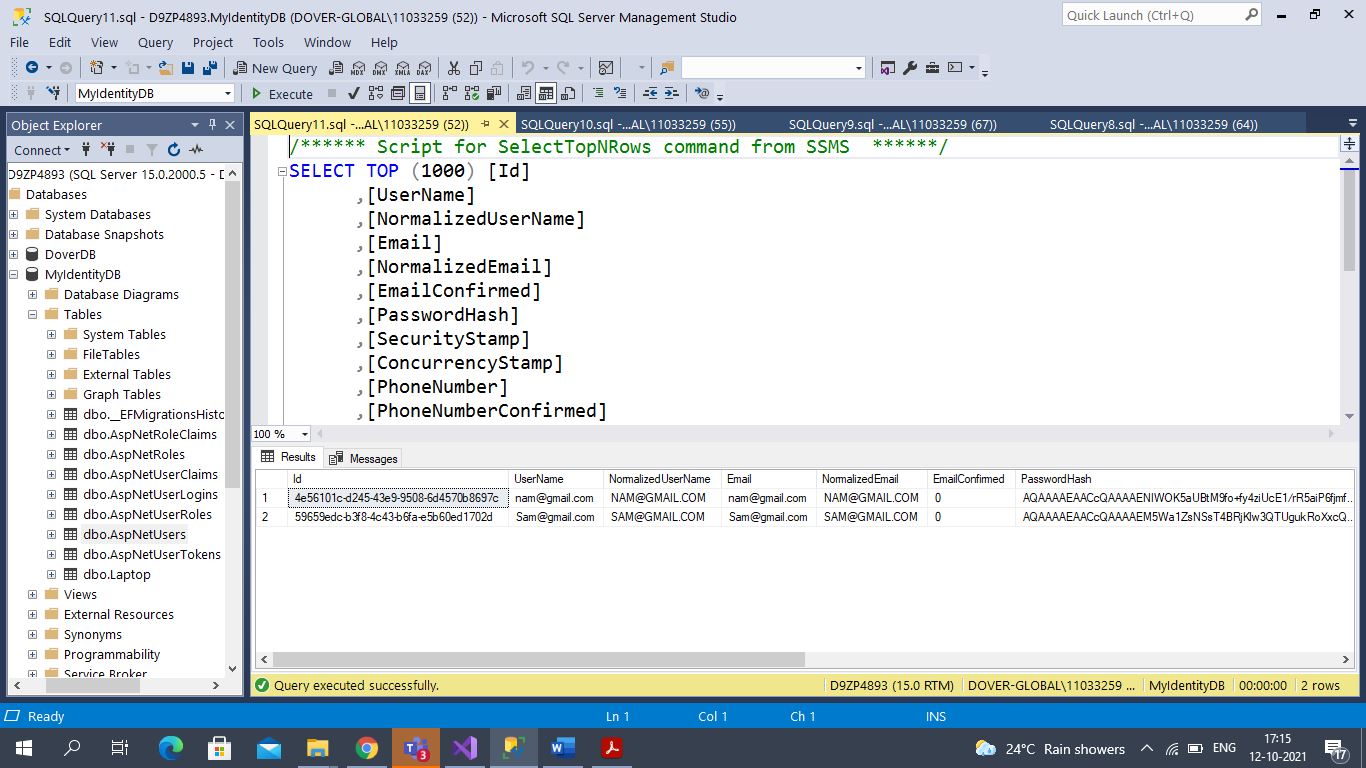 SQLQuery11.sql - D9ZP4893.MyIdentityDB (DOVER-GLOBAL\11033259 (52)) - Microsoft SQL Server Management Studio
Quick Launch (Ctrl+Q)
File Edit View Query Project Tools Window Help
New Query MDX DMX XMLA DAX
MyIdentityDB Execute
Object Explorer
SQLQuery11.sql -...AL\11033259 (52)) SQLQuery10.sql -...AL\11033259 (55)) SQLQuery9.sql -...AL\11033259 (67)) SQLQuery8.sql -...AL\11033259 (64))
Connect
D9ZP4893 (SQL Server 15.0.2000.5 - D
Databases
System Databases
Database Snapshots
DoverDB
MyIdentityDB
Database Diagrams
Tables
System Tables
FileTables
External Tables
Graph Tables
dbo.__EFMigrationsHisto
dbo.AspNetRoleClaims
dbo.AspNetRoles
dbo.AspNetUserClaims
dbo.AspNetUserLogins
dbo.AspNetUserRoles
dbo.AspNetUsers
dbo.AspNetUserTokens
dbo.Laptop
Views
External Resources
Synonyms
Programmability
Service Broker
/****** Script for SelectTopNRows command from SSMS ******/
SELECT TOP (1000) [Id]
,[UserName]
,[NormalizedUserName]
,[Email]
,[NormalizedEmail]
,[EmailConfirmed]
,[PasswordHash]
,[SecurityStamp]
,[ConcurrencyStamp]
,[PhoneNumber]
,[PhoneNumberConfirmed]
100 %
Results Messages
Id UserName NormalizedUserName Email NormalizedEmail EmailConfirmed PasswordHash
1 4e56101c-d245-43e9-9508-6d4570b8697c nam@gmail.com NAM@GMAIL.COM nam@gmail.com NAM@GMAIL.COM 0 AQAAAAEAACcQAAAAENIWOK5aUBtM9fo+fy4ziUcE1/rR5aiP6fjmf...
2 59659edc-b3f8-4c43-b6fa-e5b60ed1702d Sam@gmail.com SAM@GMAIL.COM Sam@gmail.com SAM@GMAIL.COM 0 AQAAAAEAACcQAAAAEM5Wa1ZsNSsT4BRjKlw3QTUgukRoXxcQ...
Query executed successfully. D9ZP4893 (15.0 RTM) DOVER-GLOBAL\11033259 ... MyIdentityDB 00:00:00 2 rows
Ready Ln 1 Col 1 Ch 1 INS
3 24°C Rain showers ENG 17:15
12-10-2021 17